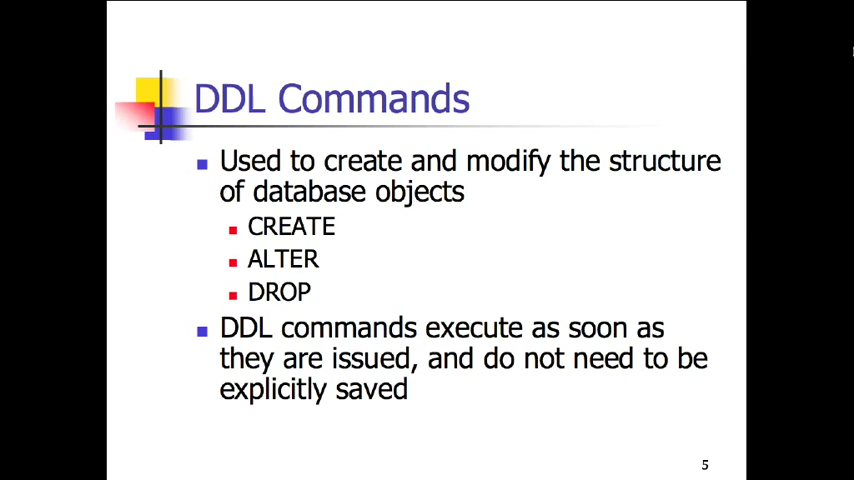 DDL Commands
Used to create and modify the structure
of database objects
CREATE
ALTER
DROP
DDL commands execute as soon as
they are issued, and do not need to be
explicitly saved
5